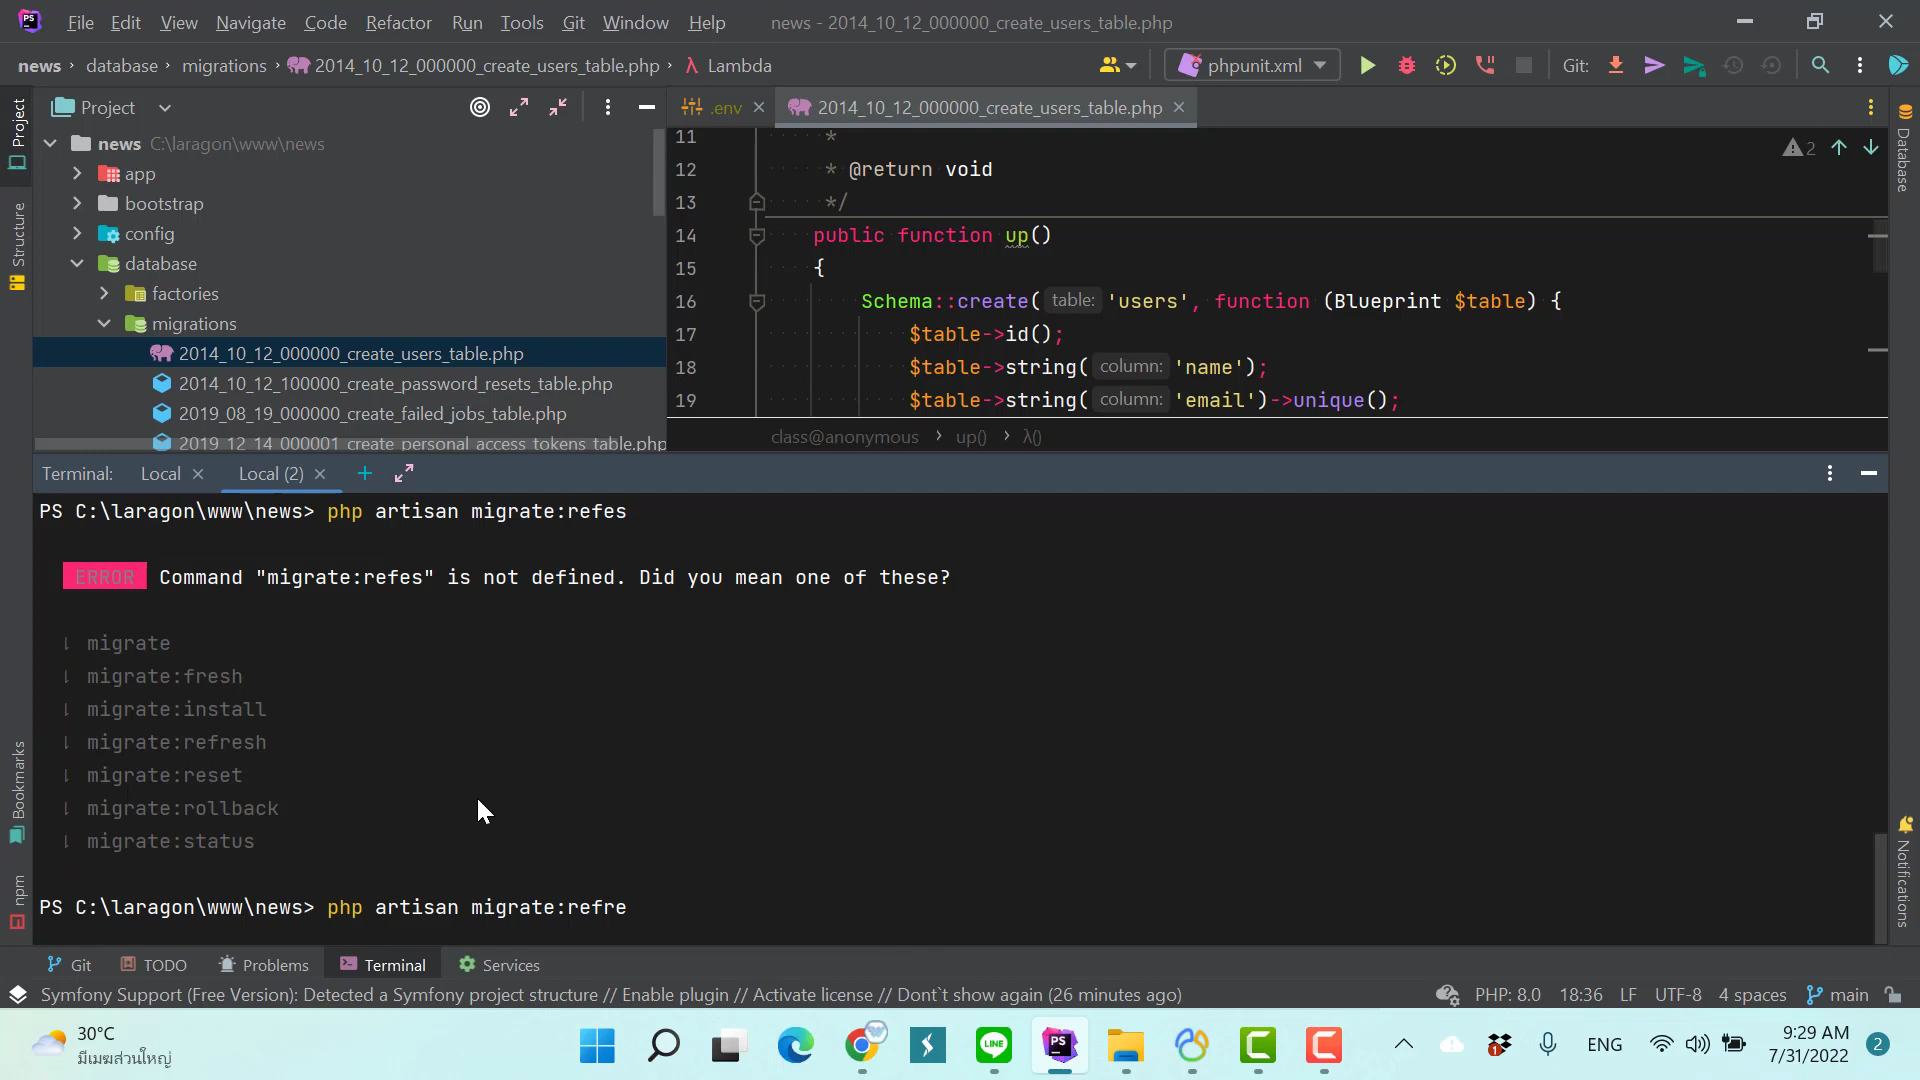 File Edit View Navigate Code Refactor Run Tools Git Window Help news - 2014_10_12_000000_create_users_table.php
news database migrations 2014_10_12_000000_create_users_table.php λ Lambda phpunit.xml Git:
Project
.env 2014_10_12_000000_create_users_table.php
news C:\laragon\www\news
app
bootstrap
config
database
factories
migrations
2014_10_12_000000_create_users_table.php
2014_10_12_100000_create_password_resets_table.php
2019_08_19_000000_create_failed_jobs_table.php
2019_12_14_000001_create_personal_access_tokens_table.php
11 *
12 * @return void
13 */
14 public function up()
15 {
16 Schema::create( table: 'users', function (Blueprint $table) {
17 $table->id();
18 $table->string( column: 'name');
19 $table->string( column: 'email')->unique();
2
class@anonymous › up() › λ()
Project
Structure
Bookmarks
npm
Database
Notifications
Terminal: Local Local (2)
PS C:\laragon\www\news> php artisan migrate:refes
ERROR Command "migrate:refes" is not defined. Did you mean one of these?
⇂ migrate
⇂ migrate:fresh
⇂ migrate:install
⇂ migrate:refresh
⇂ migrate:reset
⇂ migrate:rollback
⇂ migrate:status
PS C:\laragon\www\news> php artisan migrate:refre
Git TODO Problems Terminal Services
Symfony Support (Free Version): Detected a Symfony project structure // Enable plugin // Activate license // Dont`t show again (26 minutes ago) PHP: 8.0 18:36 LF UTF-8 4 spaces main
30°C
มีเมฆส่วนใหญ่
PS
LINE
ENG
9:29 AM
7/31/2022
2